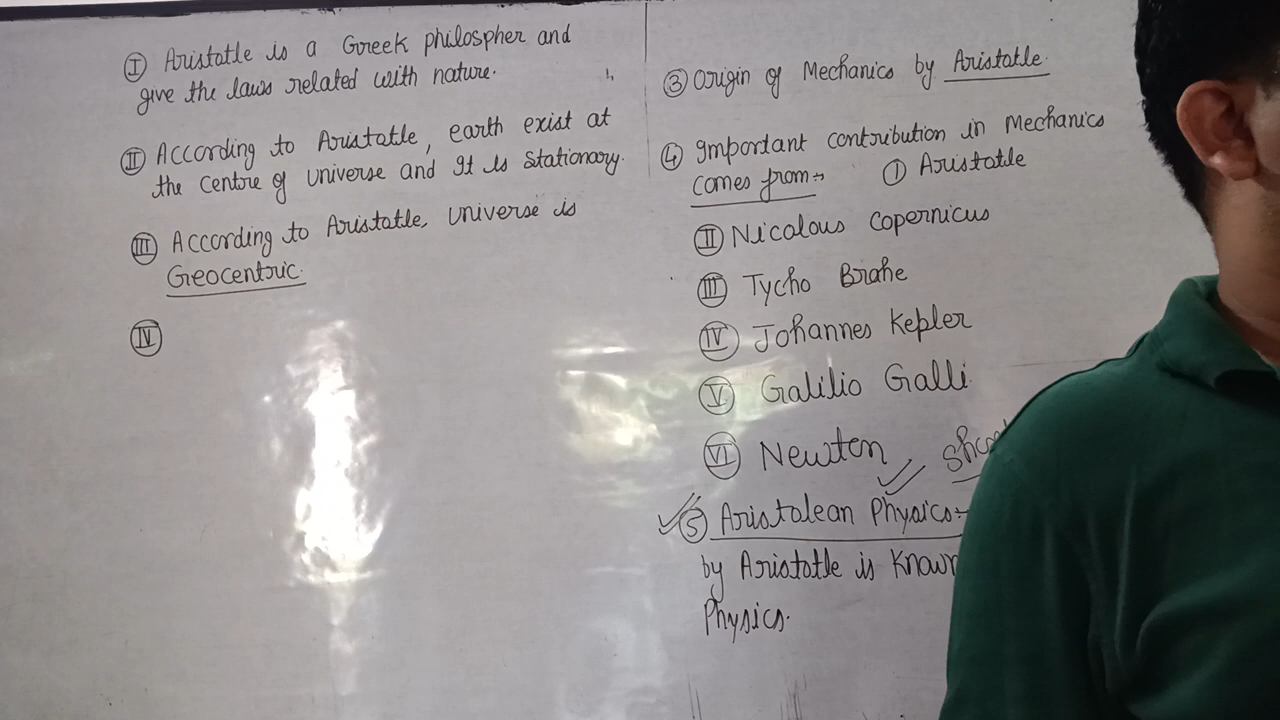 Ⓘ Aristotle is a Greek philospher and
give the laws related with nature.
Ⓘⓘ According to Aristotle, earth exist at
the centre of universe and It is Stationary.
(III) According to Aristotle, universe is
Geocentric.
(IV)
③ Origin of Mechanics by Aristotle.
④ Important contribution in Mechanics
comes from→ ① Aristotle
(II) Nicolous Copernicus
(III) Tycho Brahe
(IV) Johannes Kepler
(V) Galilio Galli
(VI) Newton
⑤ Aristolean Physics:-
by Aristotle is Known
Physics.